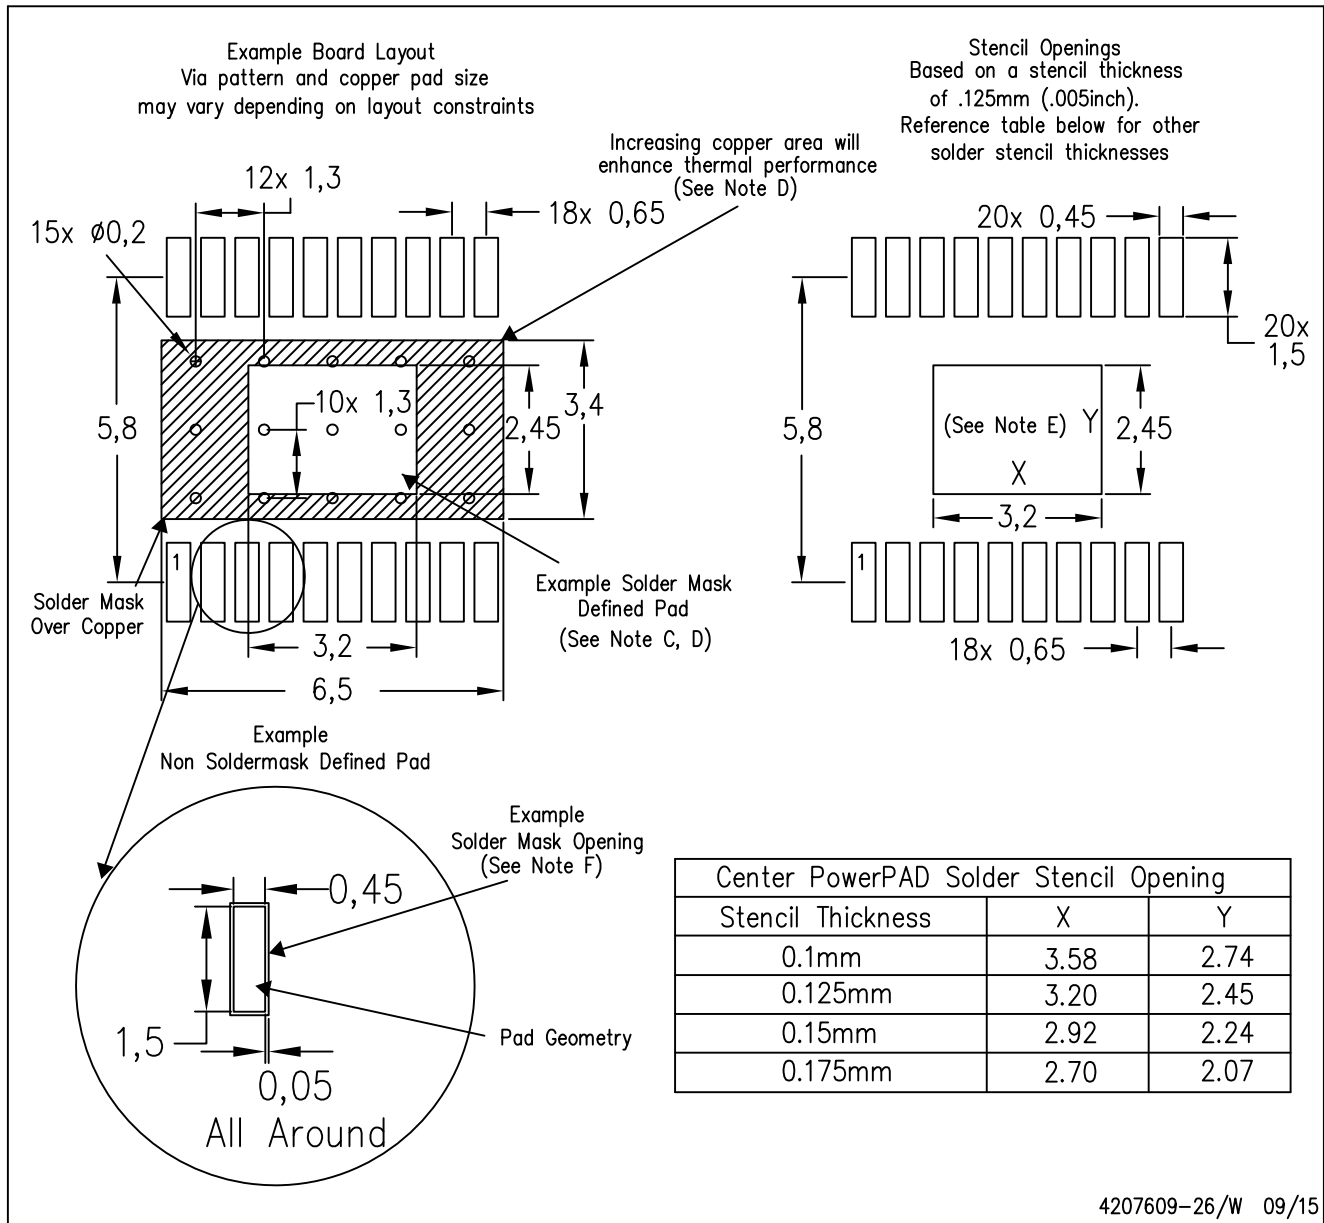 Example Board Layout
Via pattern and copper pad size
may vary depending on layout constraints
Stencil Openings
Based on a stencil thickness
of .125mm (.005inch).
Reference table below for other
solder stencil thicknesses
Increasing copper area will
enhance thermal performance
(See Note D)
12x 1,3
18x 0,65
15x ø0,2
5,8
10x 1,3
2,45
3,4
1
Solder Mask
Over Copper
Example Solder Mask
Defined Pad
(See Note C, D)
3,2
6,5
20x 0,45
20x
1,5
5,8
(See Note E)
Y
X
2,45
3,2
1
18x 0,65
Example
Non Soldermask Defined Pad
Example
Solder Mask Opening
(See Note F)
0,45
1,5
Pad Geometry
0,05
All Around
Center PowerPAD Solder Stencil Opening
Stencil Thickness X Y
0.1mm 3.58 2.74
0.125mm 3.20 2.45
0.15mm 2.92 2.24
0.175mm 2.70 2.07
4207609-26/W 09/15